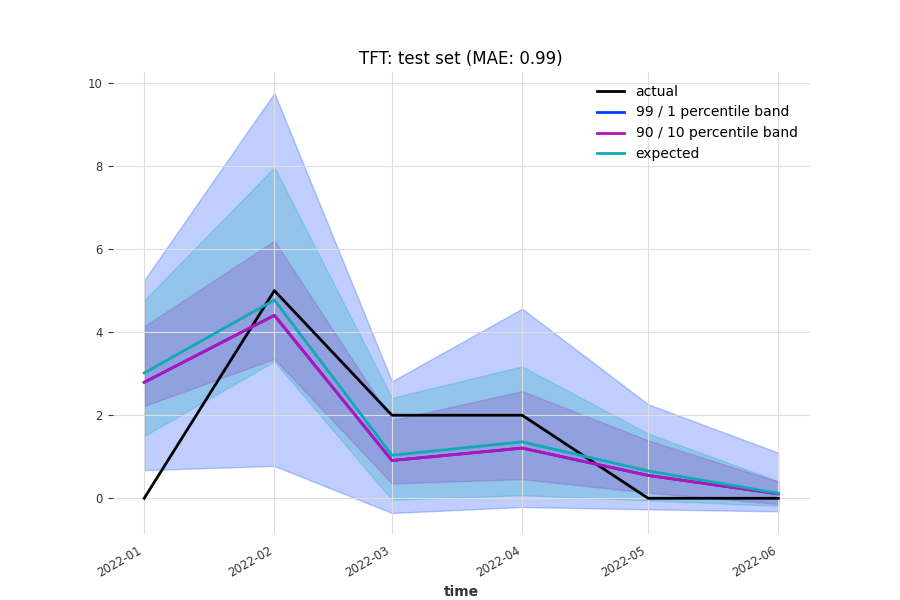 TFT: test set (MAE: 0.99)
actual
99 / 1 percentile band
90 / 10 percentile band
expected
10
8
6
4
2
0
2022-01
2022-02
2022-03
2022-04
2022-05
2022-06
time